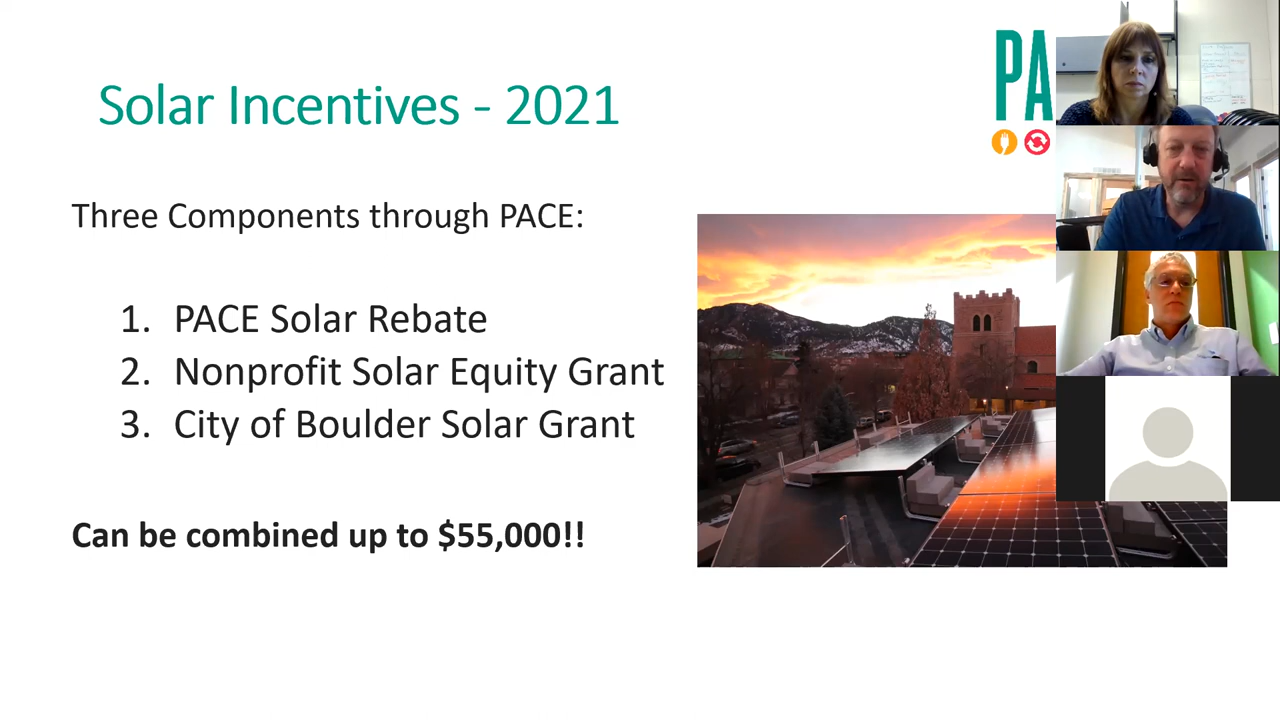 Solar Incentives - 2021
PA
Three Components through PACE:
1. PACE Solar Rebate
2. Nonprofit Solar Equity Grant
3. City of Boulder Solar Grant
Can be combined up to $55,000!!